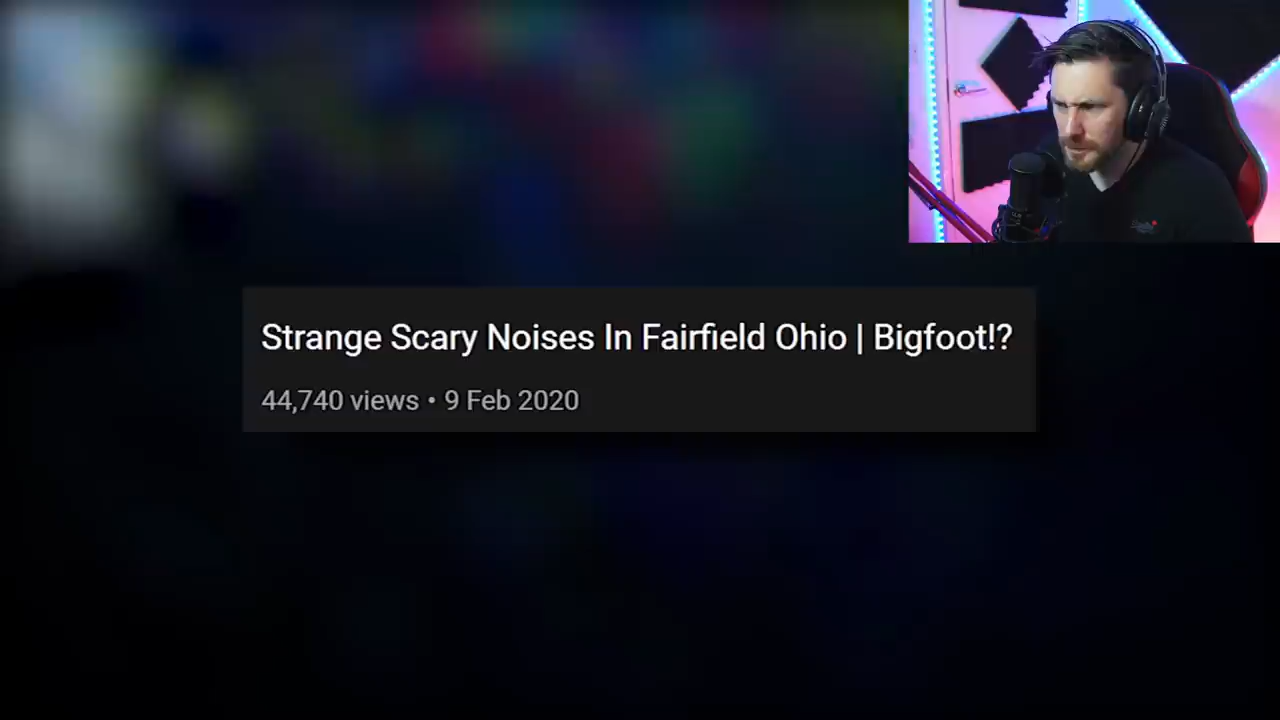 Strange Scary Noises In Fairfield Ohio | Bigfoot!?
44,740 views • 9 Feb 2020